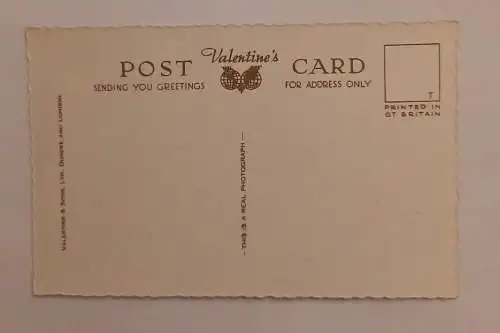 Valentine's
POST CARD
SENDING YOU GREETINGS FOR ADDRESS ONLY
T
PRINTED IN
GT BRITAIN
VALENTINE & SONS, LTD, DUNDEE AND LONDON
— THIS IS A REAL PHOTOGRAPH —